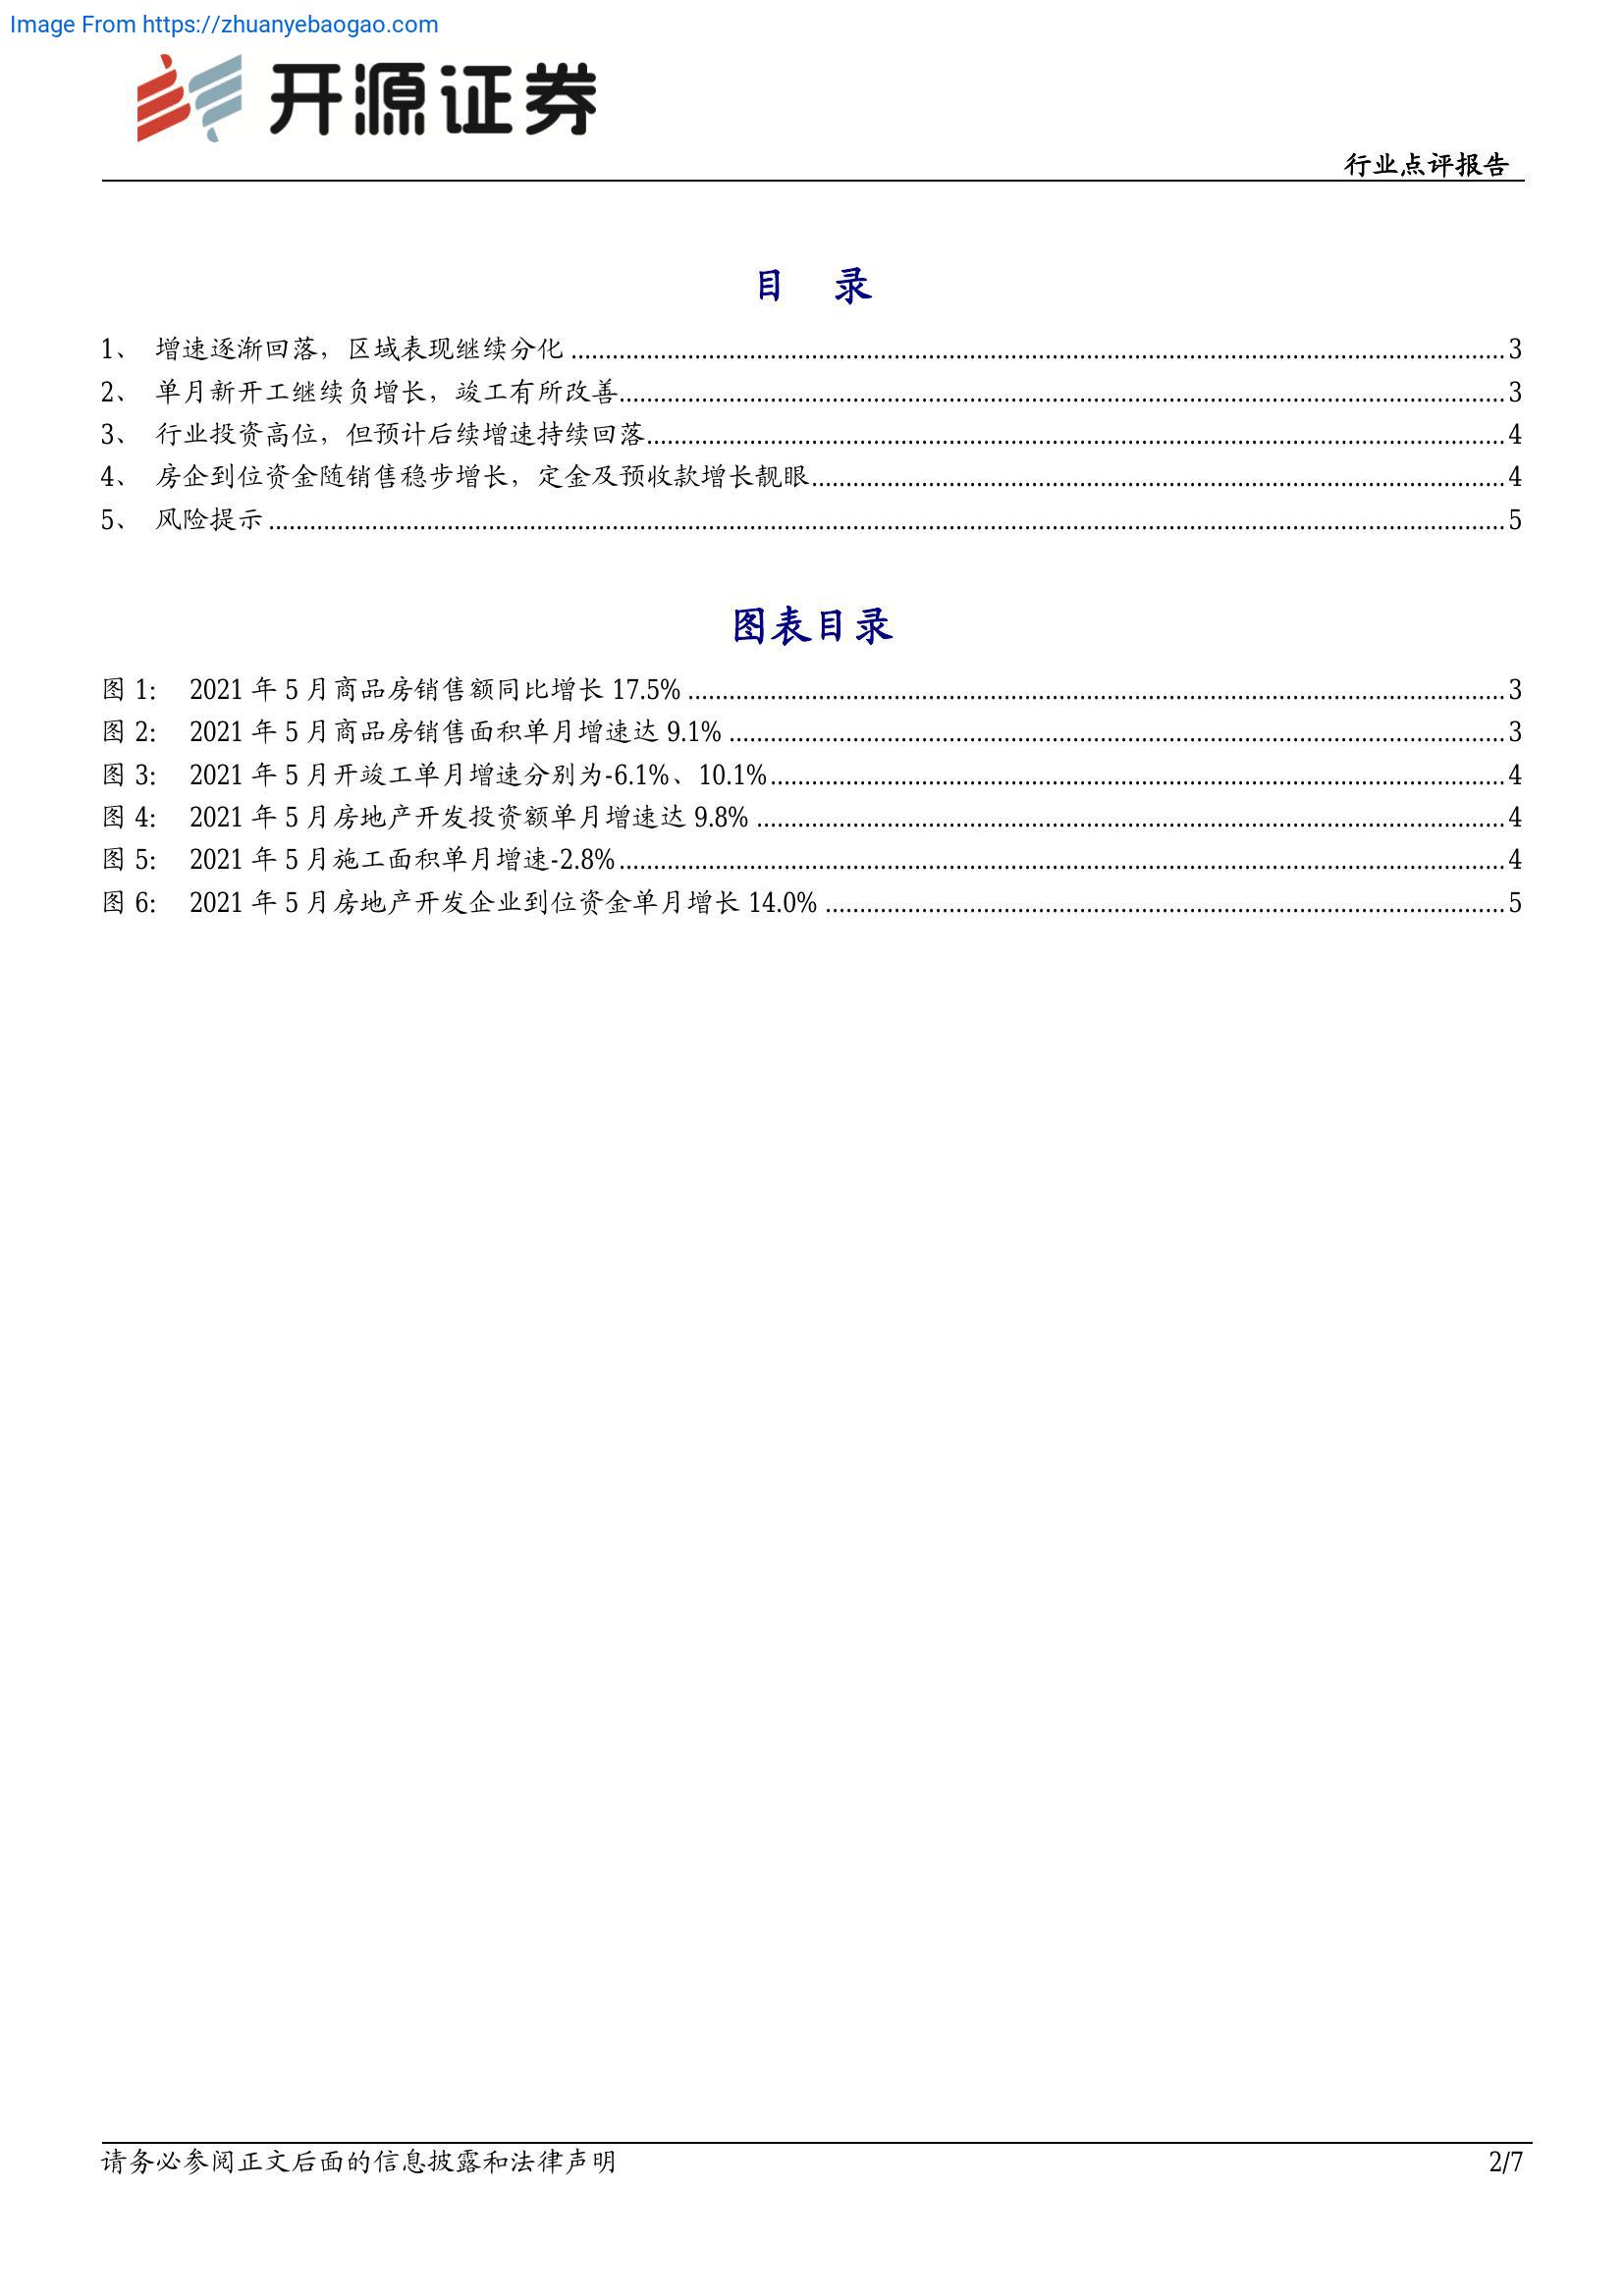 Image From https://zhuanyebaogao.com
开源证券
行业点评报告
目 录
1、 增速逐渐回落，区域表现继续分化 3
2、 单月新开工继续负增长，竣工有所改善 3
3、 行业投资高位，但预计后续增速持续回落 4
4、 房企到位资金随销售稳步增长，定金及预收款增长靓眼 4
5、 风险提示 5
图表目录
图 1: 2021 年 5 月商品房销售额同比增长 17.5% 3
图 2: 2021 年 5 月商品房销售面积单月增速达 9.1% 3
图 3: 2021 年 5 月开竣工单月增速分别为-6.1%、10.1% 4
图 4: 2021 年 5 月房地产开发投资额单月增速达 9.8% 4
图 5: 2021 年 5 月施工面积单月增速-2.8% 4
图 6: 2021 年 5 月房地产开发企业到位资金单月增长 14.0% 5
请务必参阅正文后面的信息披露和法律声明 2/7